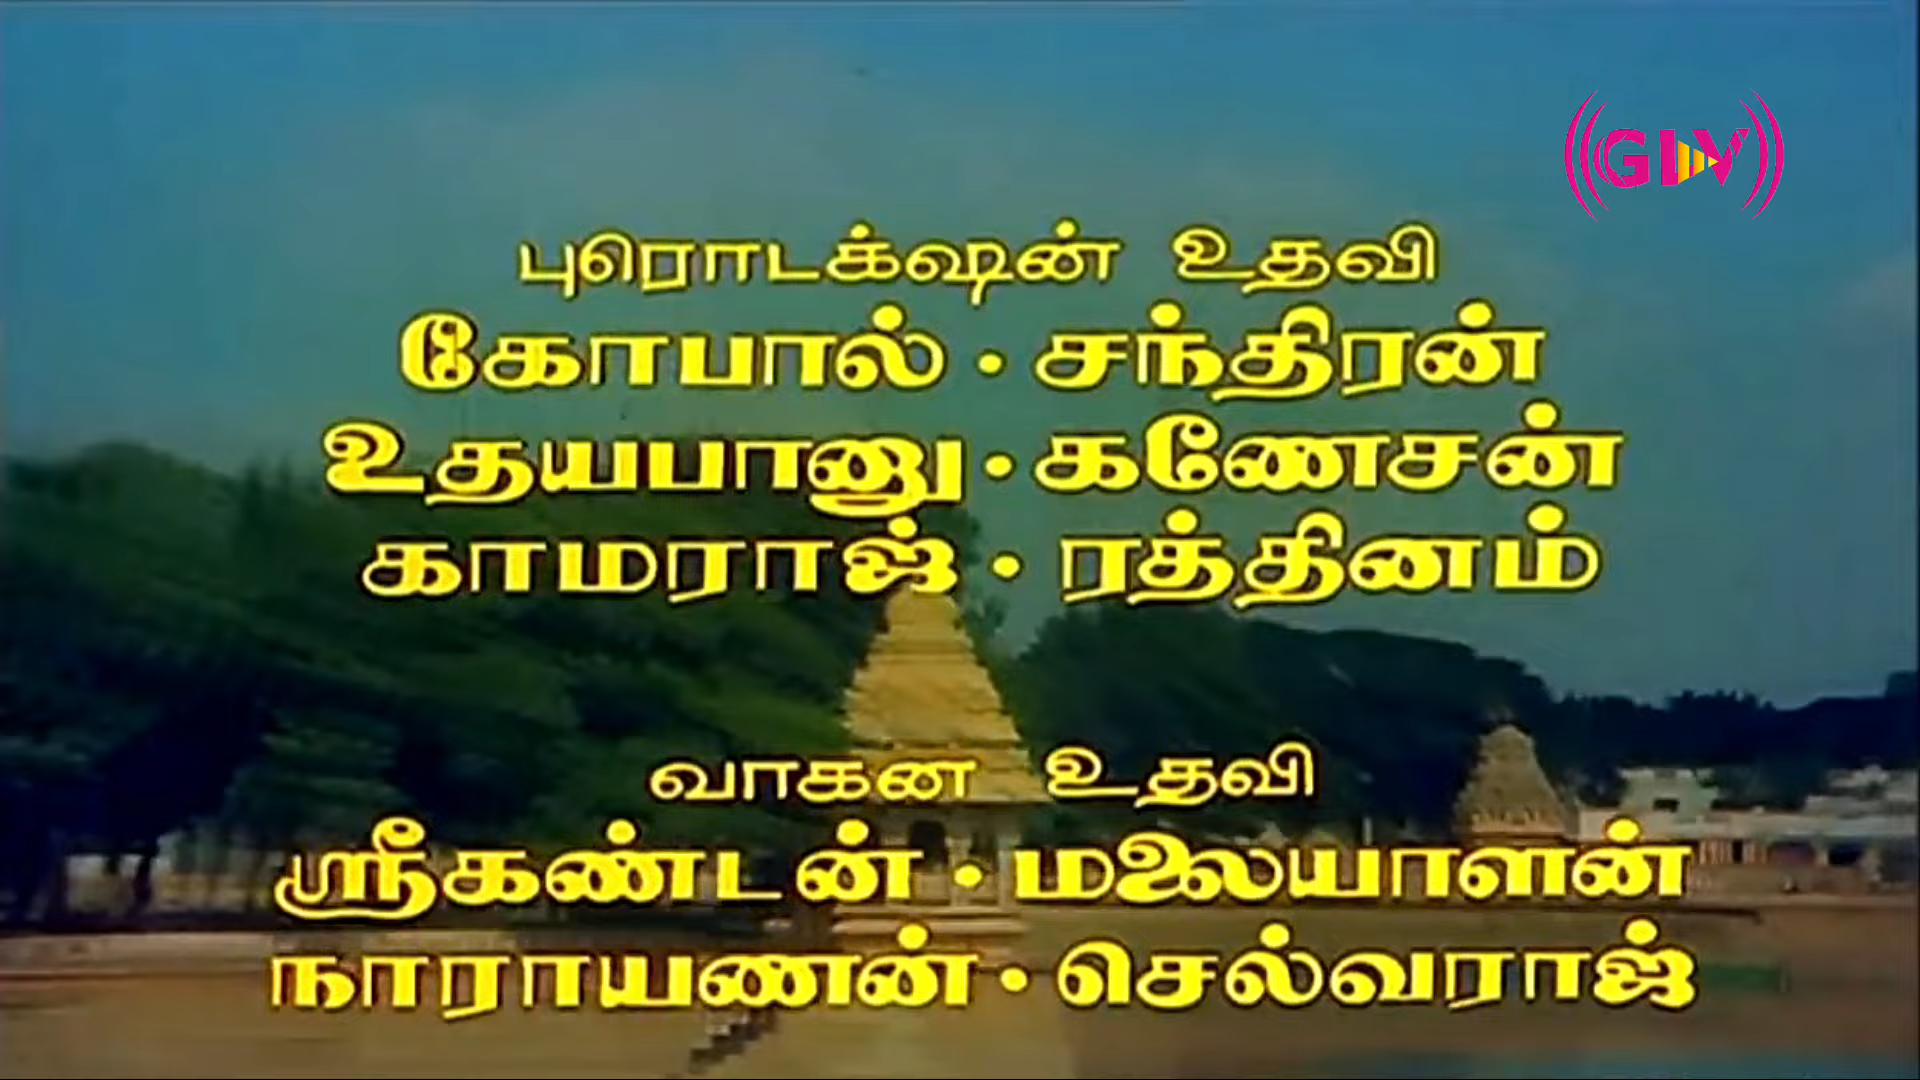 GLV
புரொடக்ஷன் உதவி
கோபால் • சந்திரன்
உதயபானு • கணேசன்
காமராஜ் • ரத்தினம்
வாகன உதவி
ஸ்ரீகண்டன் • மலையாளன்
நாராயணன் • செல்வராஜ்